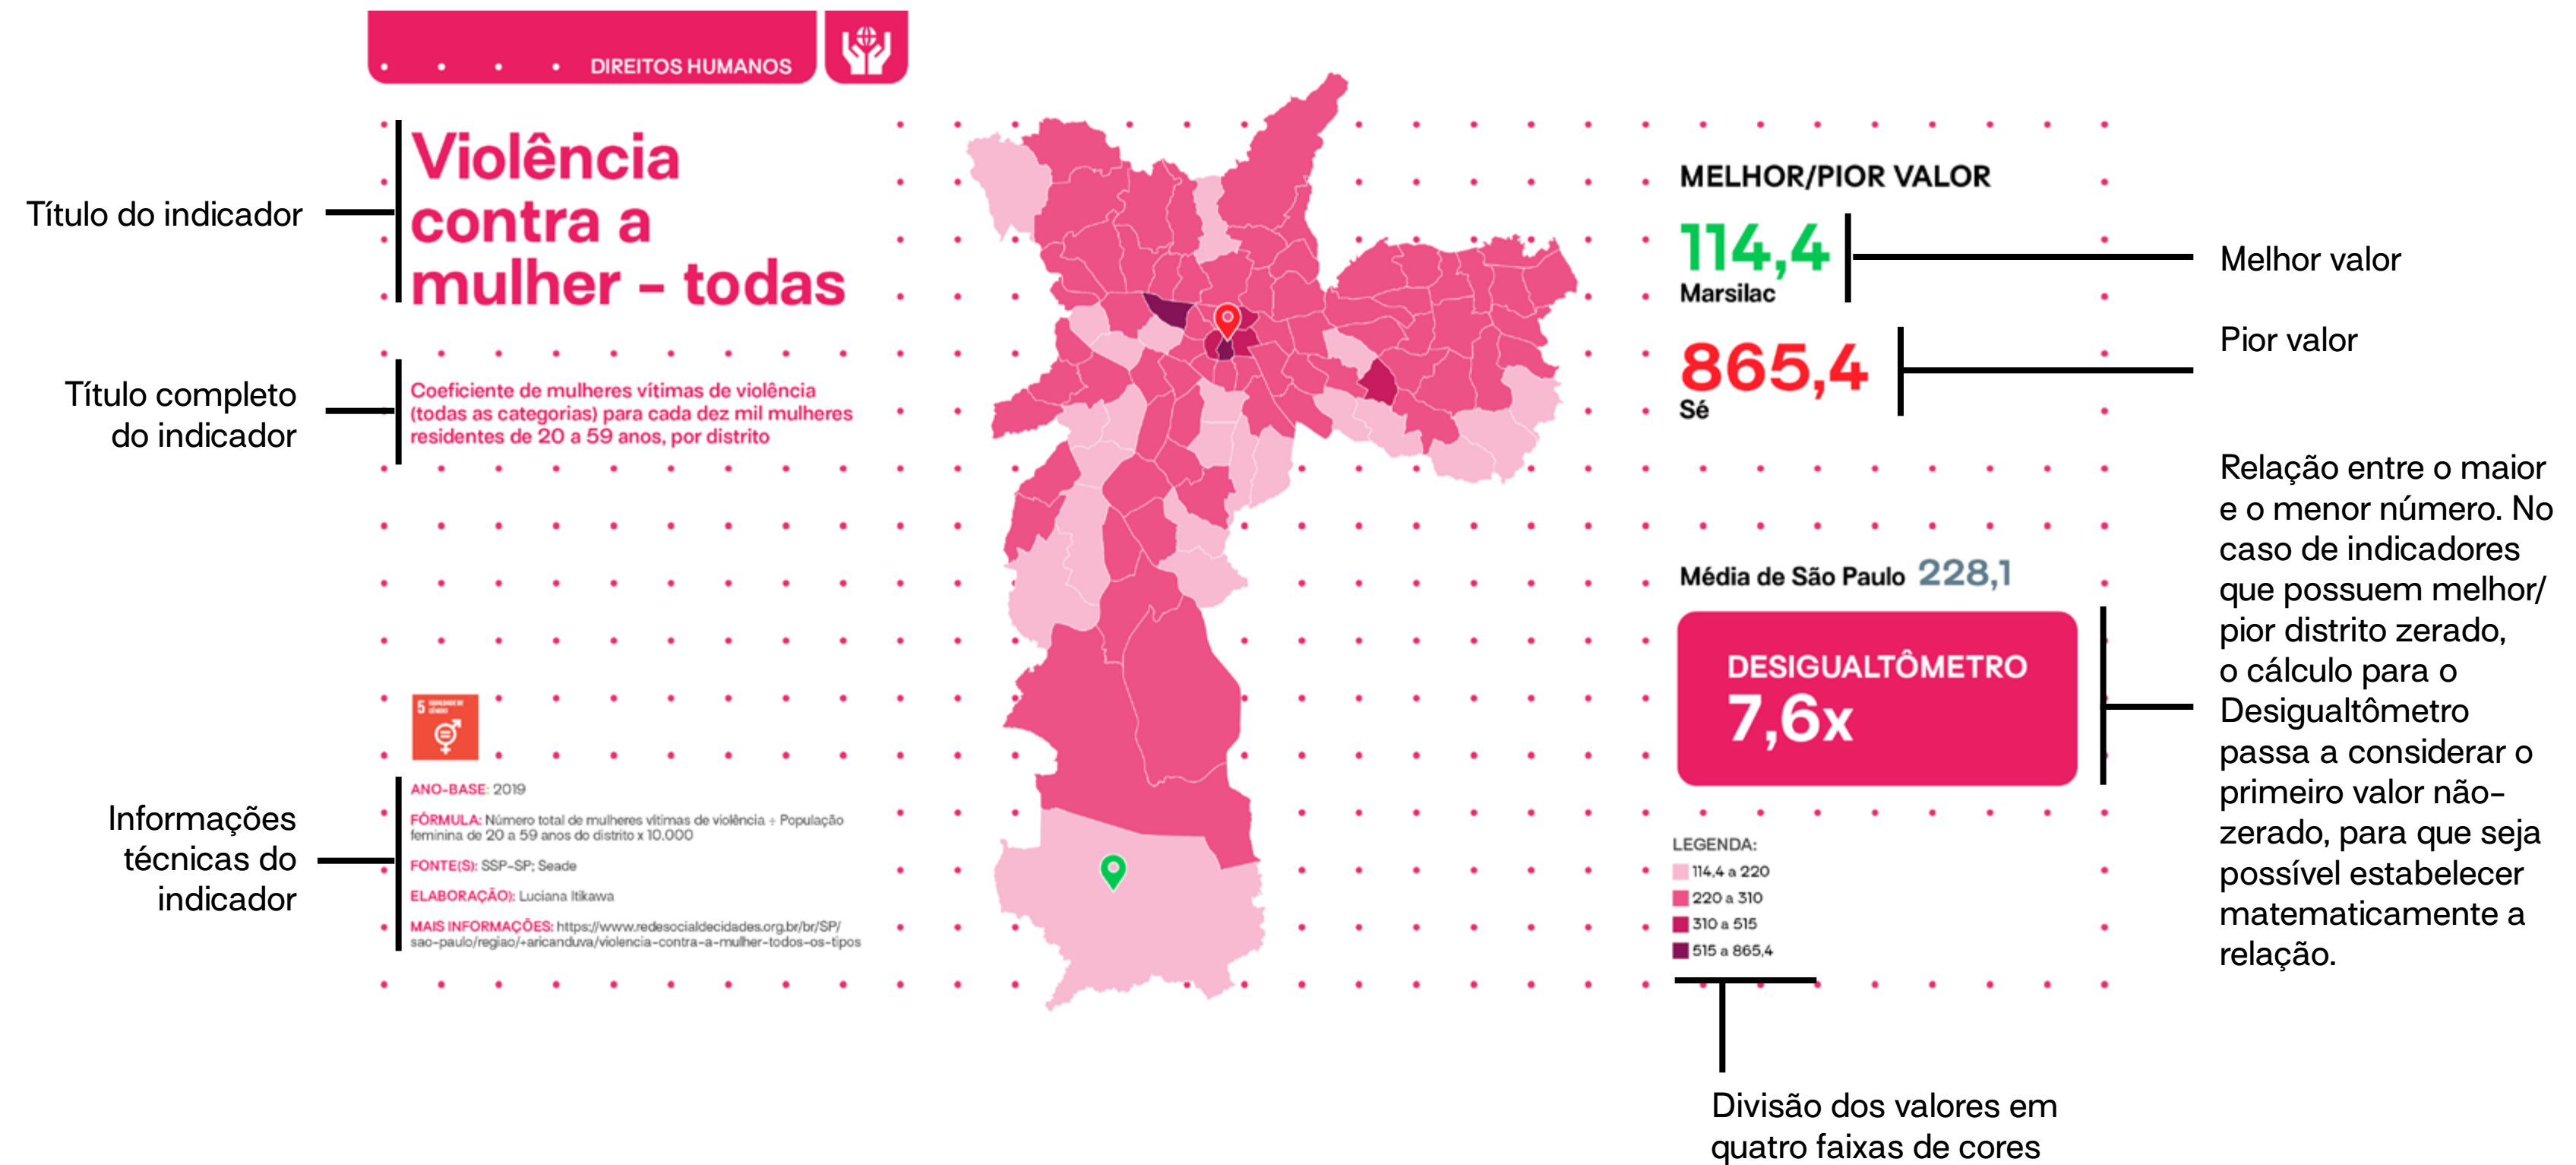 DIREITOS HUMANOS
Título do indicador
Violência
contra a
mulher – todas
Título completo
do indicador
Coeficiente de mulheres vítimas de violência
(todas as categorias) para cada dez mil mulheres
residentes de 20 a 59 anos, por distrito
5 IGUALDADE DE
GÊNERO
Informações
técnicas do
indicador
ANO-BASE: 2019
FÓRMULA: Número total de mulheres vítimas de violência ÷ População
feminina de 20 a 59 anos do distrito x 10.000
FONTE(S): SSP-SP; Seade
ELABORAÇÃO): Luciana Itikawa
MAIS INFORMAÇÕES: https://www.redesocialdecidades.org.br/br/SP/
sao-paulo/regiao/+aricanduva/violencia-contra-a-mulher-todos-os-tipos
MELHOR/PIOR VALOR
114,4
Marsilac
865,4
Sé
Melhor valor
Pior valor
Média de São Paulo 228,1
DESIGUALTÔMETRO
7,6x
Relação entre o maior
e o menor número. No
caso de indicadores
que possuem melhor/
pior distrito zerado,
o cálculo para o
Desigualtômetro
passa a considerar o
primeiro valor não-
zerado, para que seja
possível estabelecer
matematicamente a
relação.
LEGENDA:
114,4 a 220
220 a 310
310 a 515
515 a 865,4
Divisão dos valores em
quatro faixas de cores